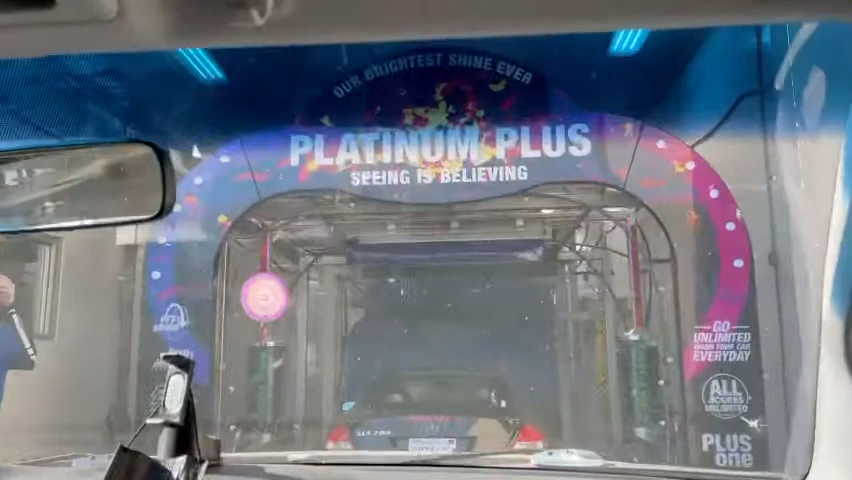 OUR BRIGHTEST SHINE EVER
PLATINUM PLUS
SEEING IS BELIEVING
GO
UNLIMITED
WASH YOUR CAR
EVERYDAY
ALL
UNLIMITED
PLUS
one